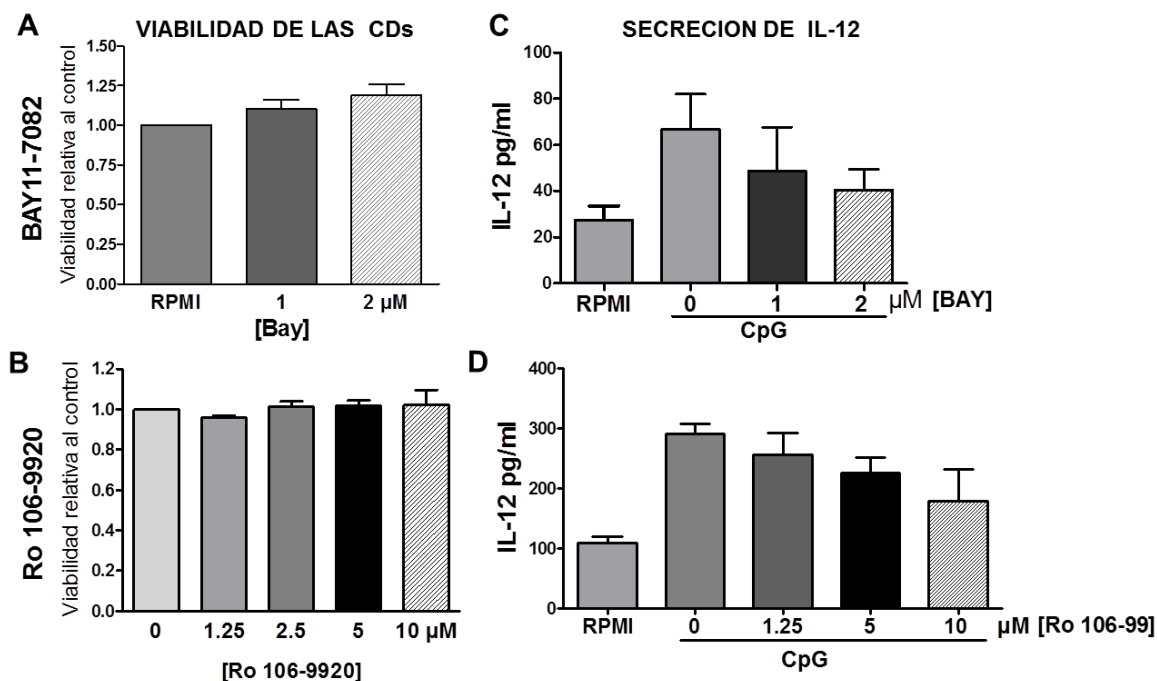 A
VIABILIDAD DE LAS CDs
BAY11-7082
Viabilidad relativa al control
1.50
1.25
1.00
0.75
0.50
0.25
0.00
RPMI 1 2 µM
[Bay]
C
SECRECION DE IL-12
IL-12 pg/ml
100
80
60
40
20
0
RPMI 0 1 2 µM [BAY]
CpG
B
Ro 106-9920
Viabilidad relativa al control
1.2
1.0
0.8
0.6
0.4
0.2
0.0
0 1.25 2.5 5 10 µM
[Ro 106-9920]
D
IL-12 pg/ml
400
300
200
100
0
RPMI 0 1.25 5 10 µM [Ro 106-99]
CpG